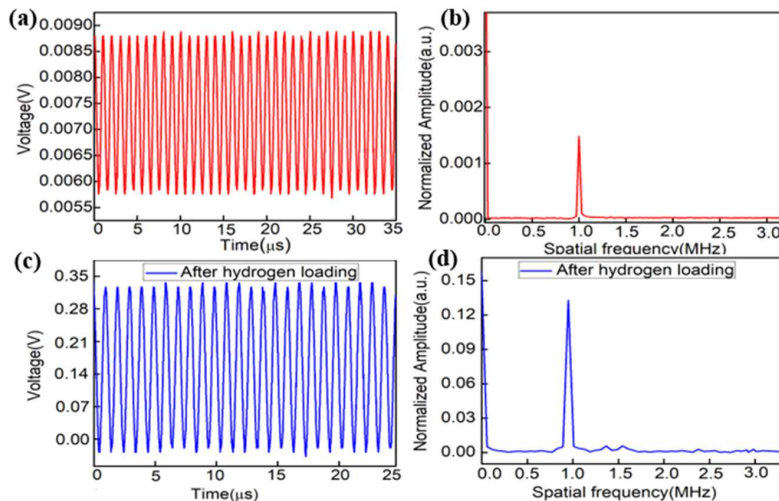 (a)
Voltage(V)
0.0090
0.0085
0.0080
0.0075
0.0070
0.0065
0.0060
0.0055
0 5 10 15 20 25 30 35
Time(μs)
(b)
Normalized Amplitude(a.u.)
0.003
0.002
0.001
0.000
0.0 0.5 1.0 1.5 2.0 2.5 3.0
Spatial frequency(MHz)
(c)
After hydrogen loading
Voltage(V)
0.35
0.28
0.21
0.14
0.07
0.00
0 5 10 15 20 25
Time(μs)
(d)
After hydrogen loading
Normalized Amplitude(a.u.)
0.15
0.12
0.09
0.06
0.03
0.00
0.0 0.5 1.0 1.5 2.0 2.5 3.0
Spatial frequency(MHz)